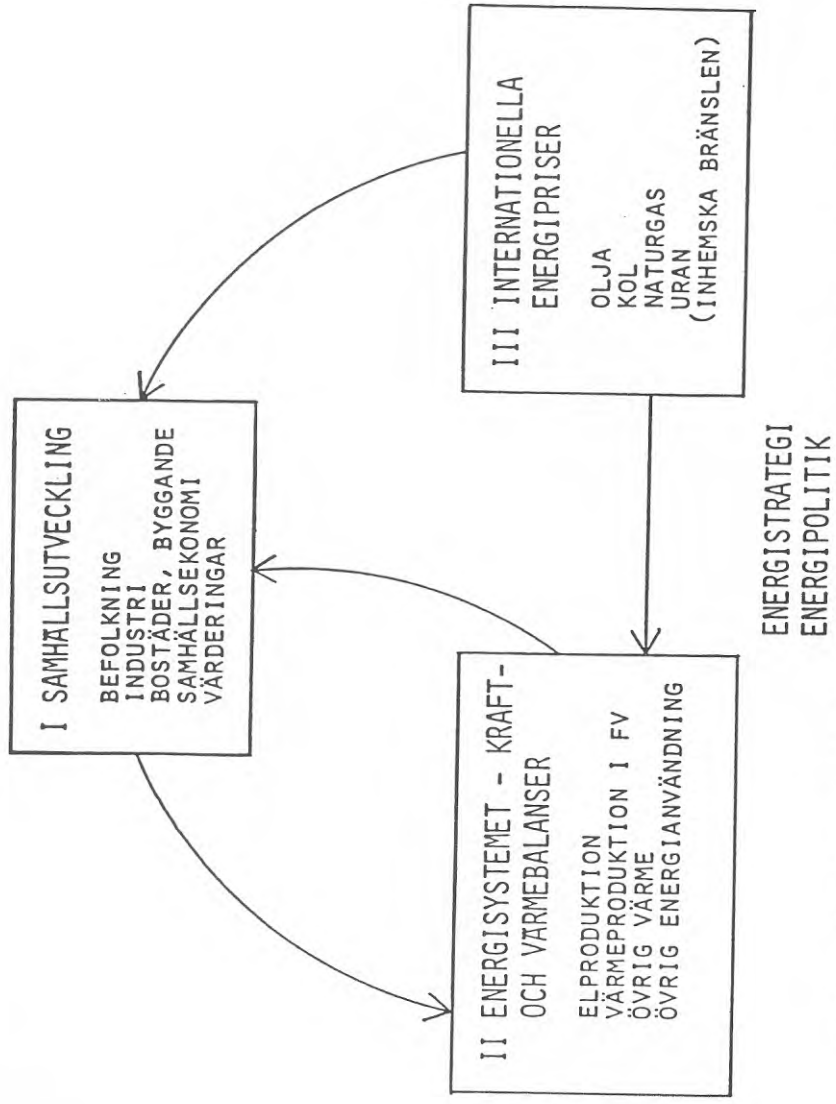 I SAMHÄLLSUTVECKLING
BEFOLKNING
INDUSTRI
BOSTÄDER, BYGGANDE
SAMHÄLLSEKONOMI
VÄRDERINGAR
II ENERGISYSTEMET - KRAFT-
OCH VÄRMEBALANSER
ELPRODUKTION
VÄRMEPRODUKTION I FV
ÖVRIG VÄRME
ÖVRIG ENERGIANVÄNDNING
III INTERNATIONELLA
ENERGIPRISER
OLJA
KOL
NATURGAS
URAN
(INHEMSKA BRÄNSLEN)
ENERGISTRATEGI
ENERGIPOLITIK